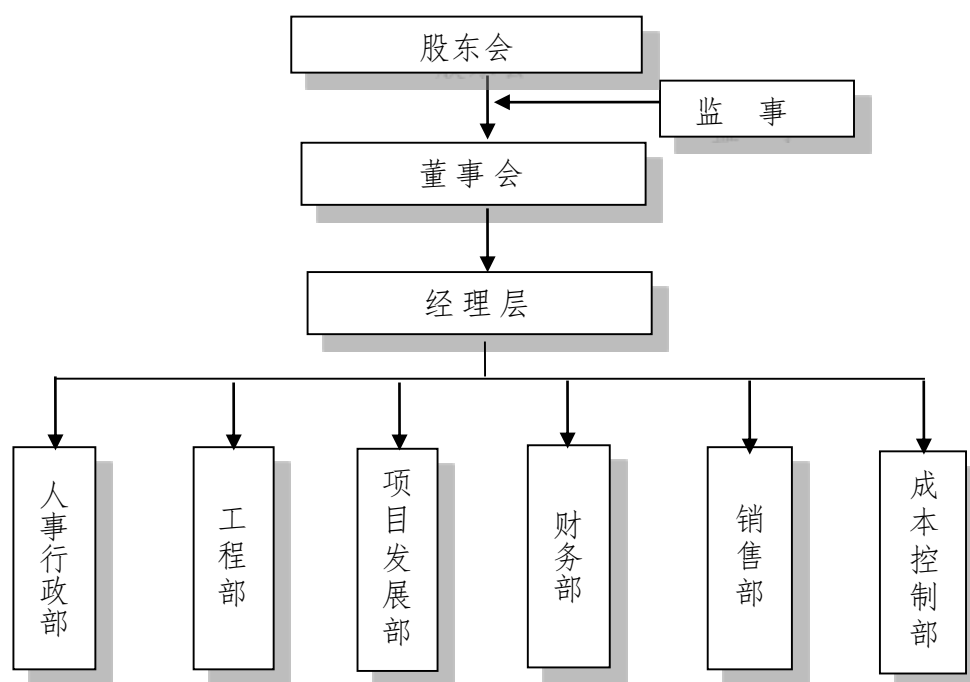 股东会
监 事
董事会
经理层
人事行政部
工程部
项目发展部
财务部
销售部
成本控制部